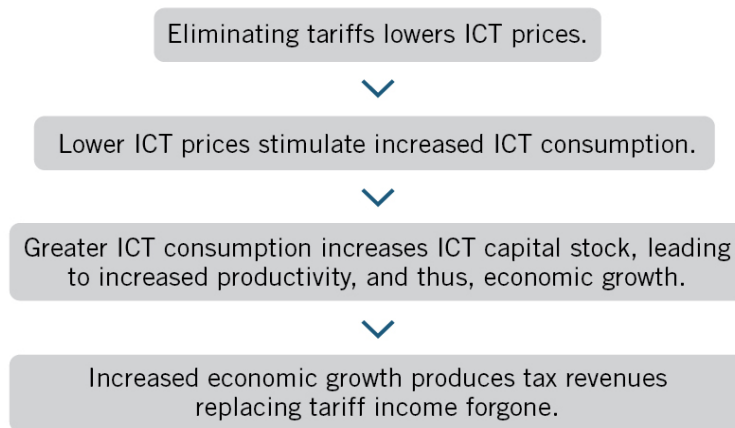 Eliminating tariffs lowers ICT prices.
Lower ICT prices stimulate increased ICT consumption.
Greater ICT consumption increases ICT capital stock, leading
to increased productivity, and thus, economic growth.
Increased economic growth produces tax revenues
replacing tariff income forgone.